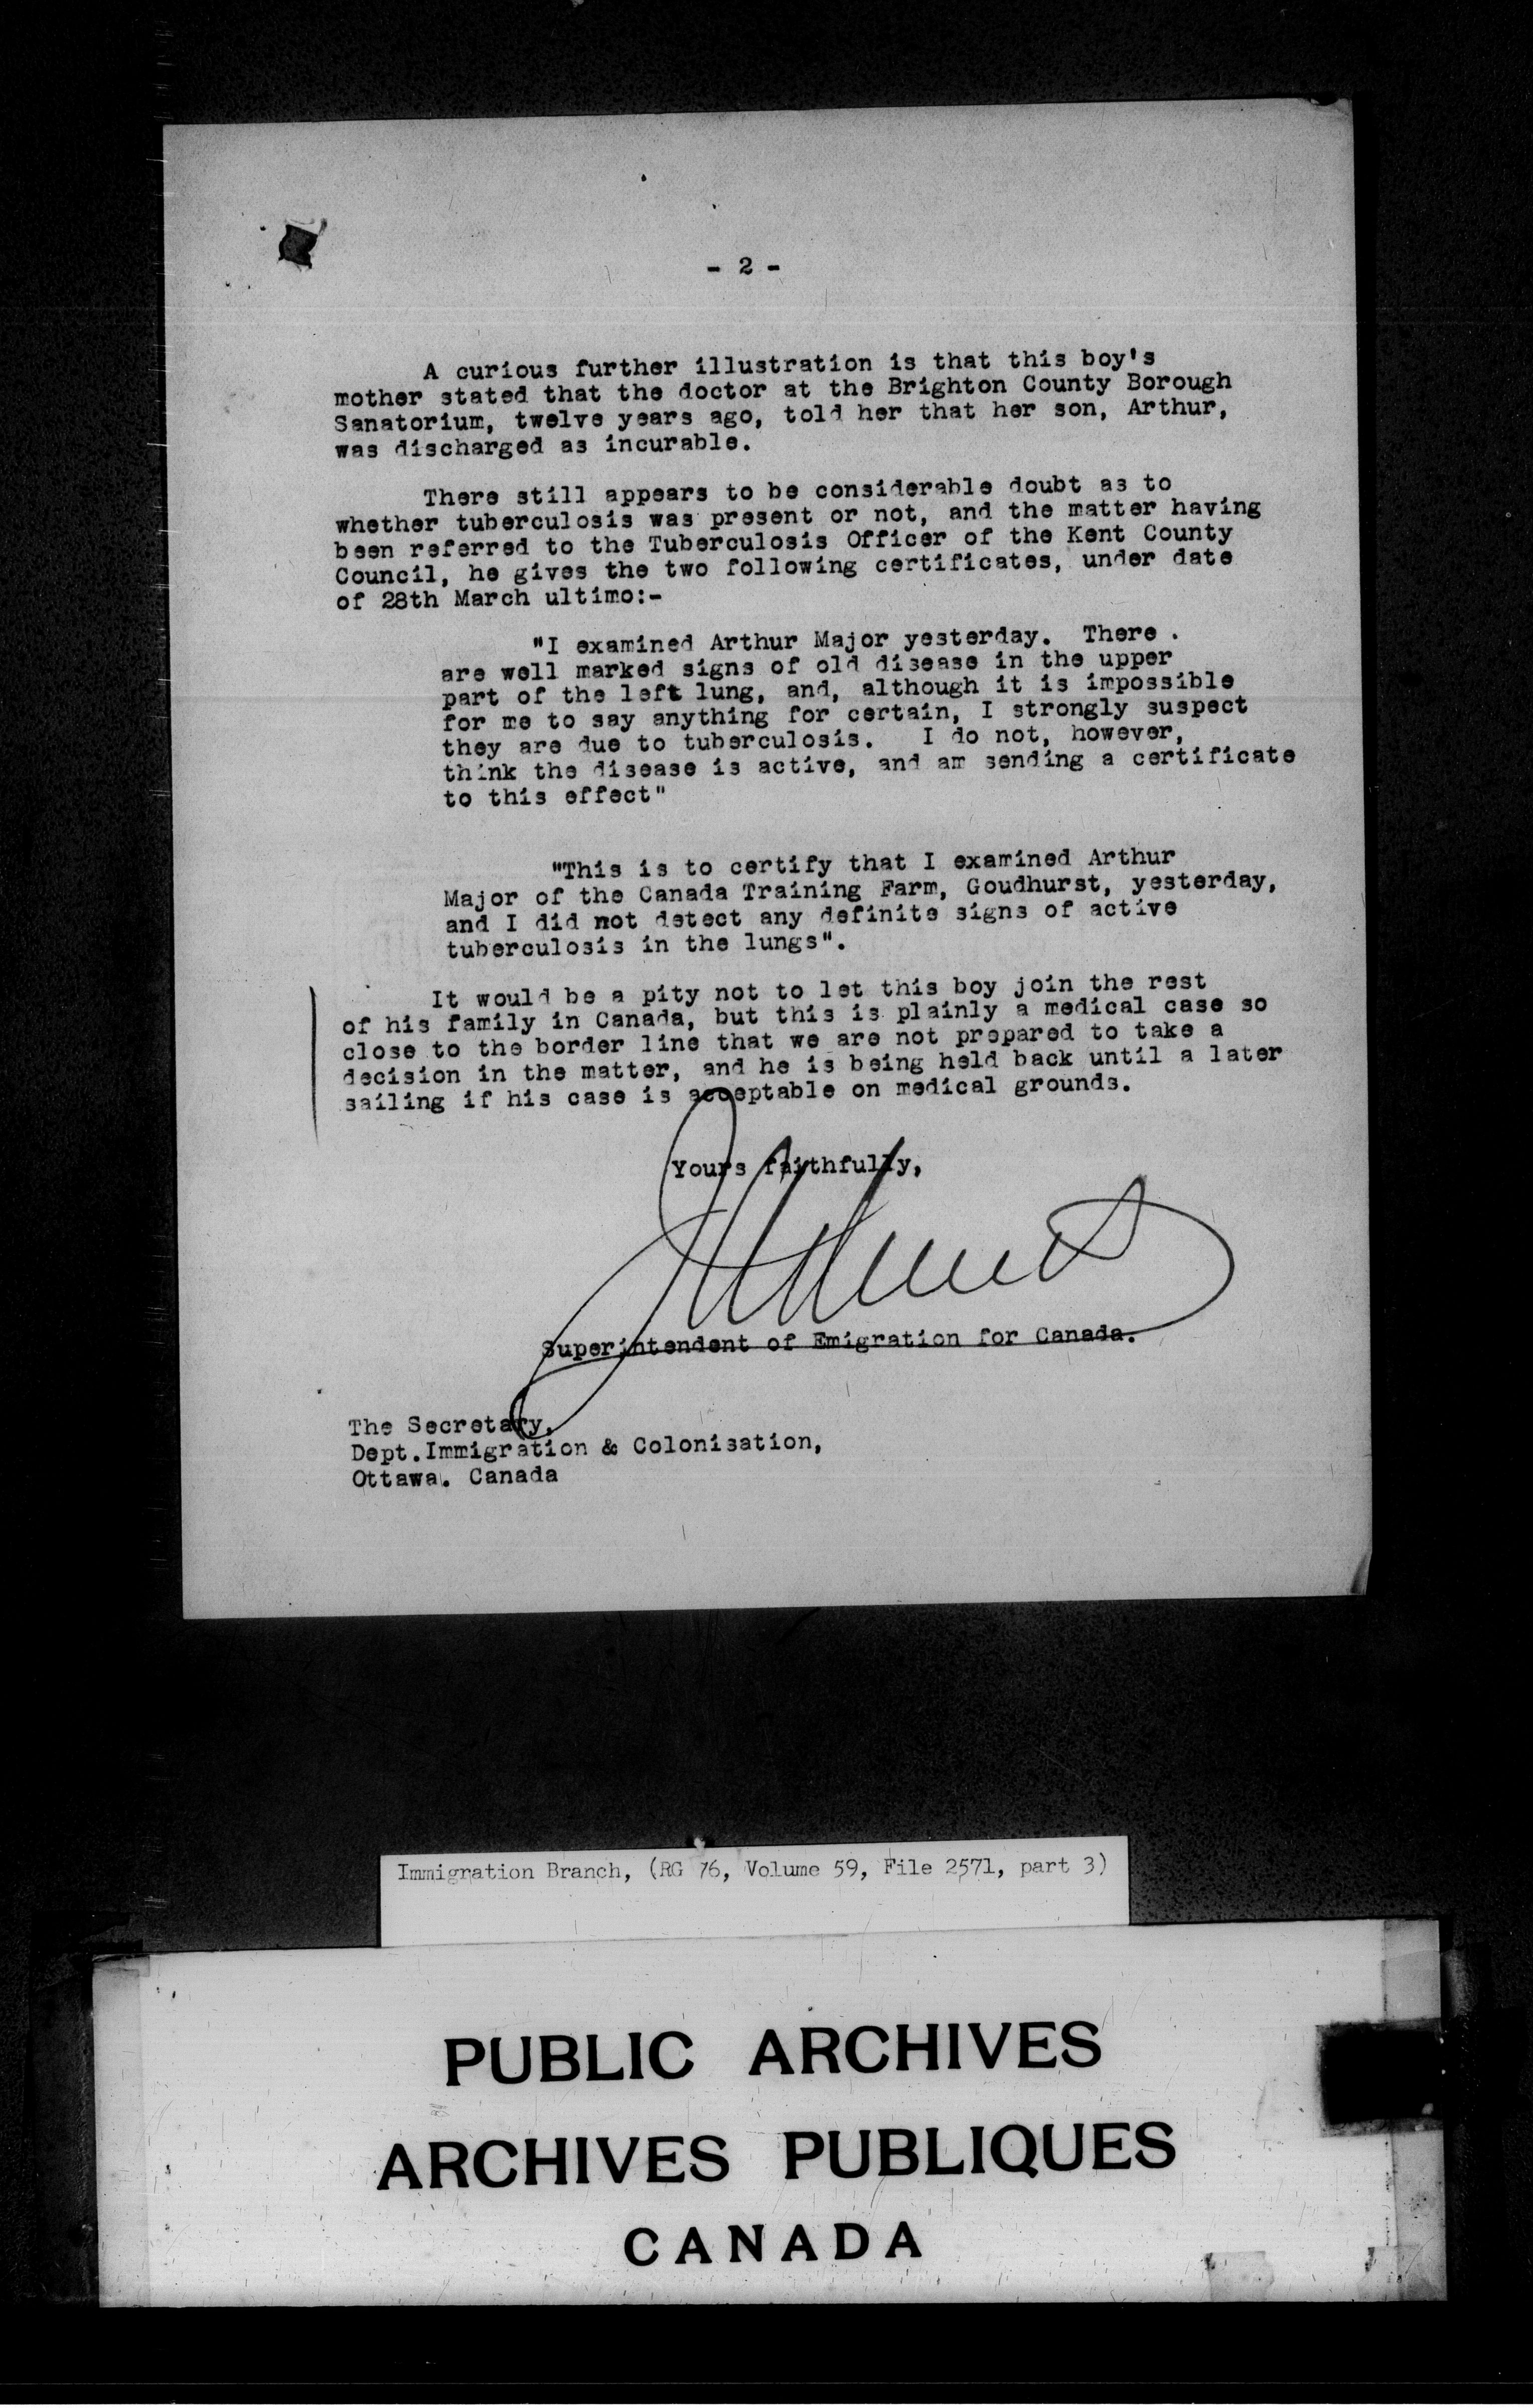 - 2 -
A curious further illustration is that this boy's
mother stated that the doctor at the Brighton County Borough
Sanatorium, twelve years ago, told her that her son, Arthur,
was discharged as incurable.
There still appears to be considerable doubt as to
whether tuberculosis was present or not, and the matter having
been referred to the Tuberculosis Officer of the Kent County
Council, he gives the two following certificates, under date
of 28th March ultimo:-
"I examined Arthur Major yesterday. There .
are well marked signs of old disease in the upper
part of the left lung, and, although it is impossible
for me to say anything for certain, I strongly suspect
they are due to tuberculosis. I do not, however,
think the disease is active, and am sending a certificate
to this effect"
"This is to certify that I examined Arthur
Major of the Canada Training Farm, Goudhurst, yesterday,
and I did not detect any definite signs of active
tuberculosis in the lungs".
It would be a pity not to let this boy join the rest
of his family in Canada, but this is plainly a medical case so
close to the border line that we are not prepared to take a
decision in the matter, and he is being held back until a later
sailing if his case is acceptable on medical grounds.
Yours faithfully,
Superintendent of Emigration for Canada.
The Secretary,
Dept.Immigration & Colonisation,
Ottawa. Canada
Immigration Branch, (RG 76, Volume 59, File 2571, part 3)
PUBLIC ARCHIVES
ARCHIVES PUBLIQUES
CANADA